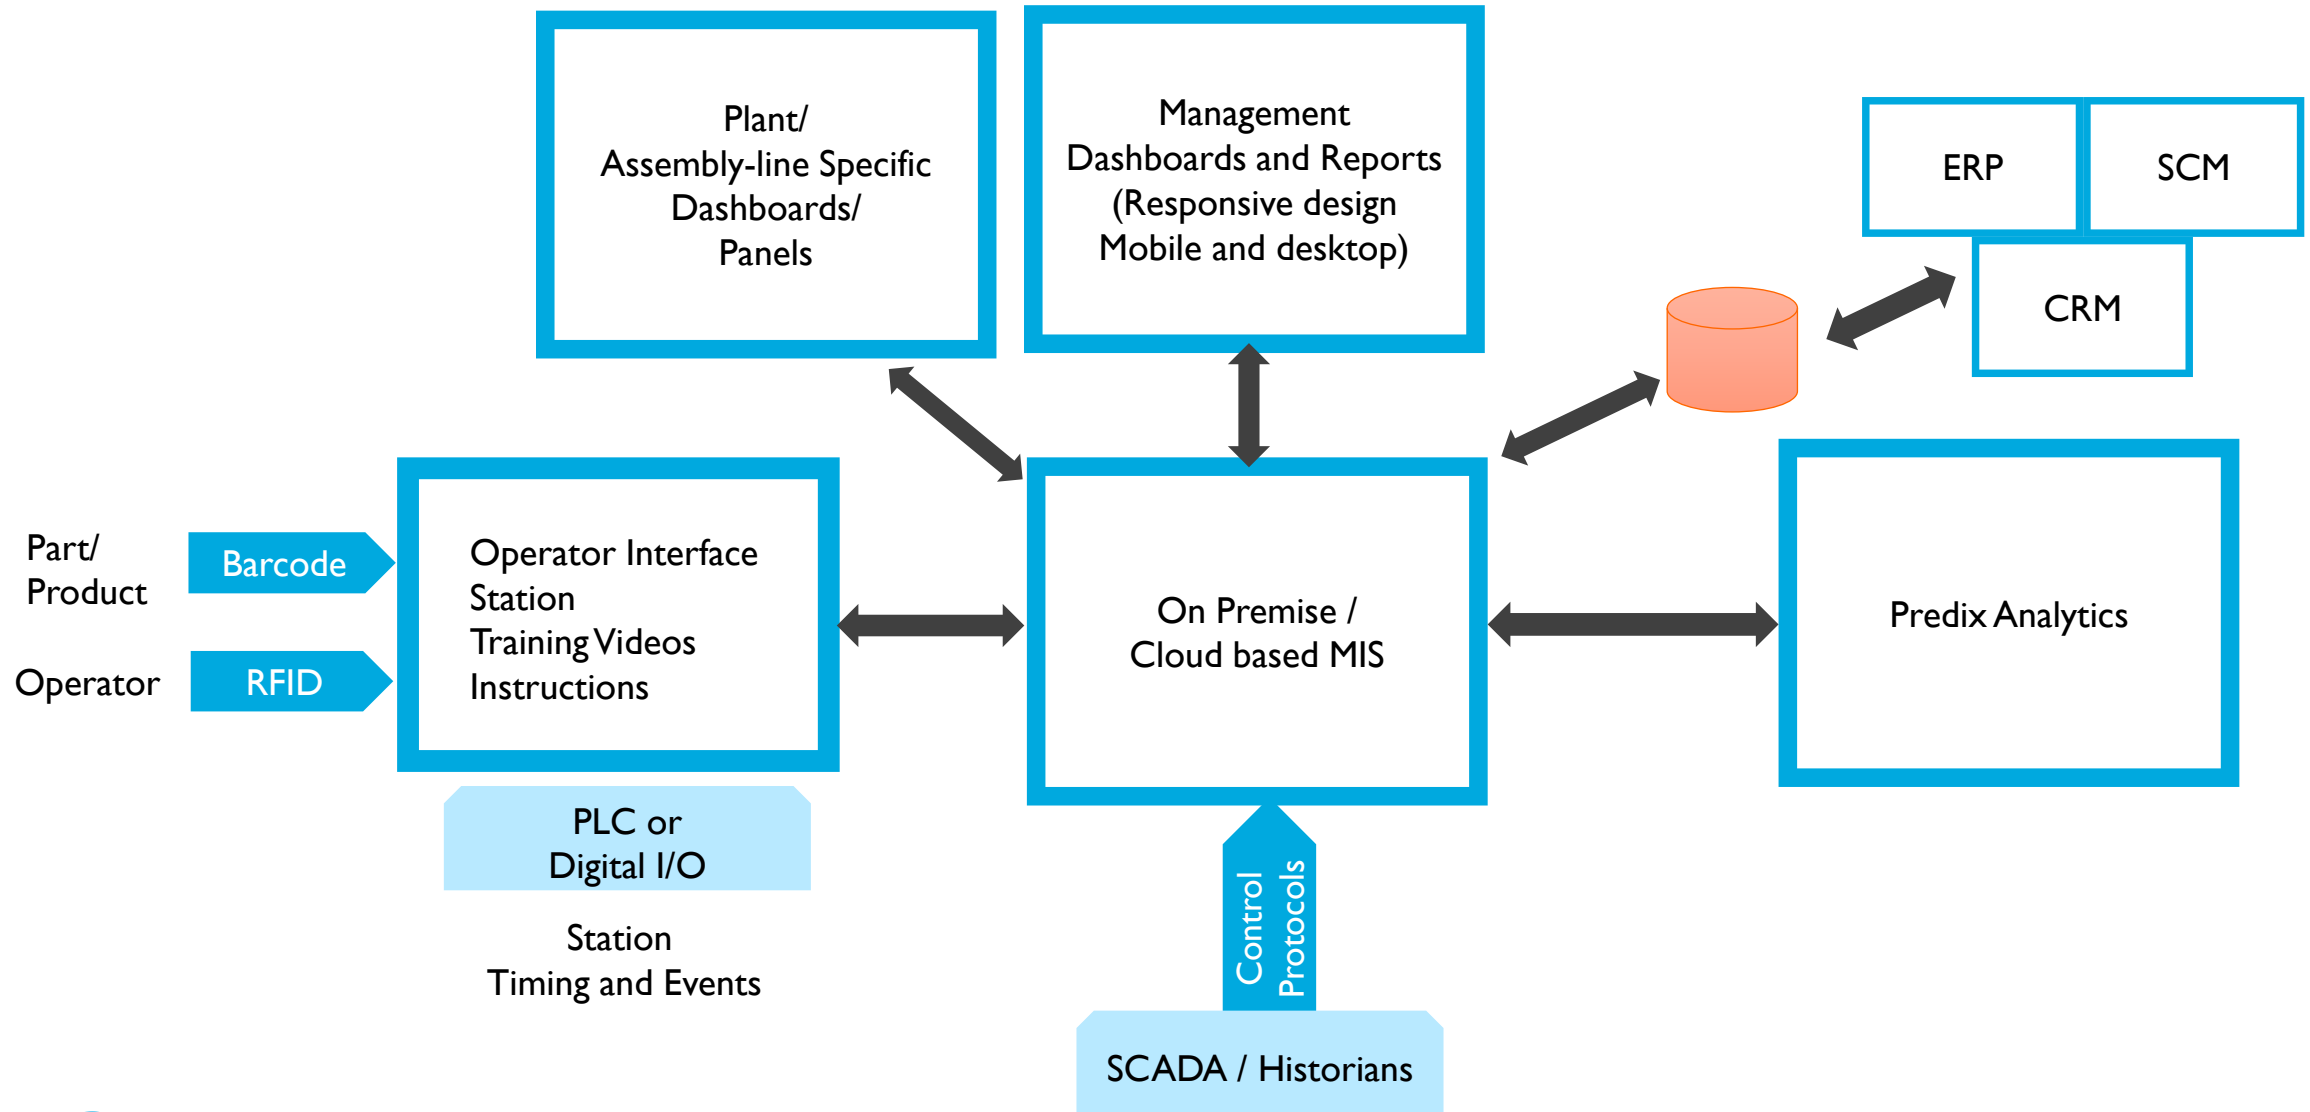 Plant/
Assembly-line Specific
Dashboards/
Panels
Management
Dashboards and Reports
(Responsive design
Mobile and desktop)
ERP
SCM
CRM
Part/
Product
Barcode
Operator
RFID
Operator Interface
Station
Training Videos
Instructions
On Premise /
Cloud based MIS
Predix Analytics
PLC or
Digital I/O
Station
Timing and Events
Control
Protocols
SCADA / Historians